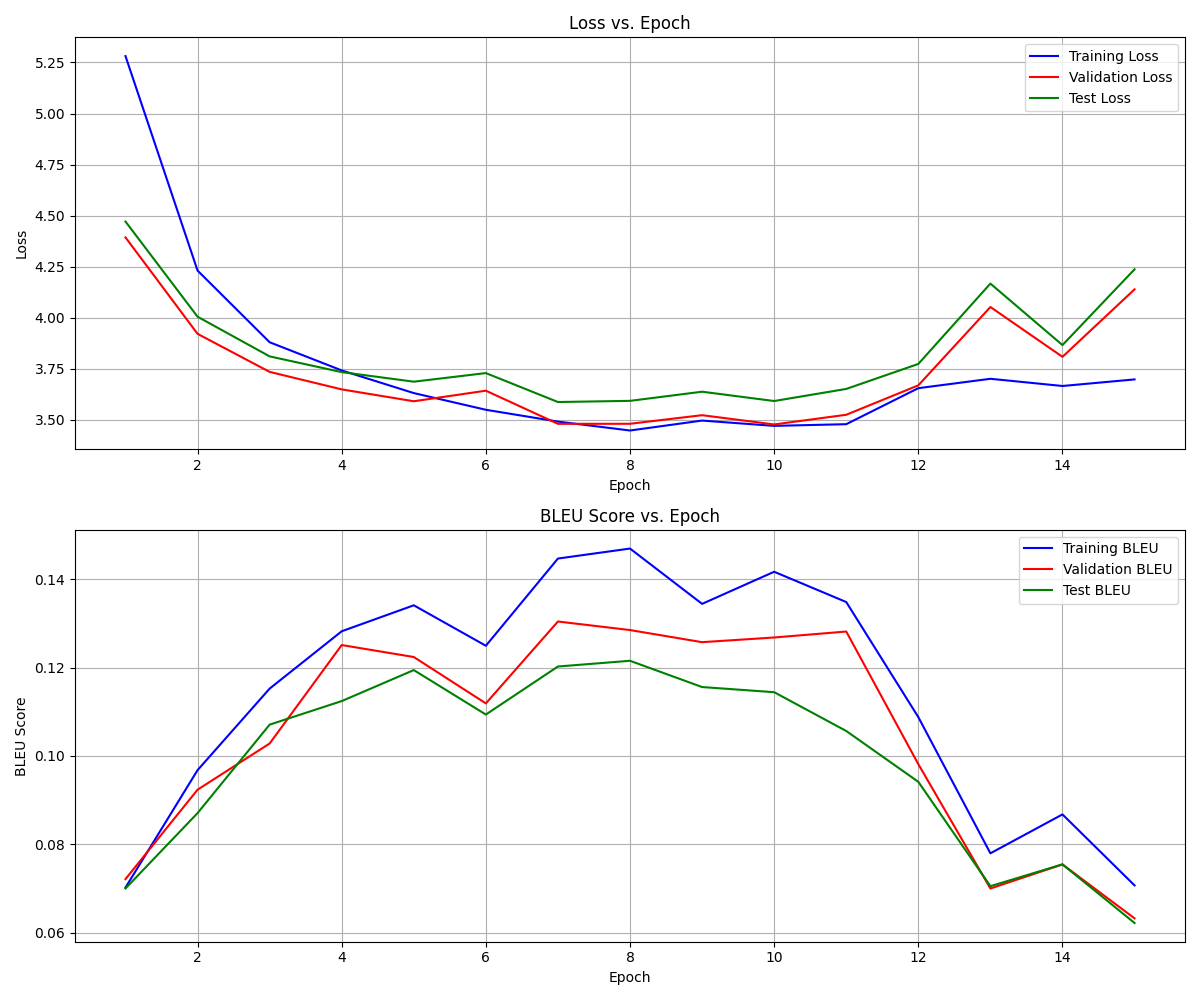 Loss vs. Epoch
5.25
5.00
4.75
4.50
4.25
4.00
3.75
3.50
Loss
Training Loss
Validation Loss
Test Loss
2 4 6 8 10 12 14
Epoch
BLEU Score vs. Epoch
0.14
0.12
0.10
0.08
0.06
BLEU Score
Training BLEU
Validation BLEU
Test BLEU
2 4 6 8 10 12 14
Epoch